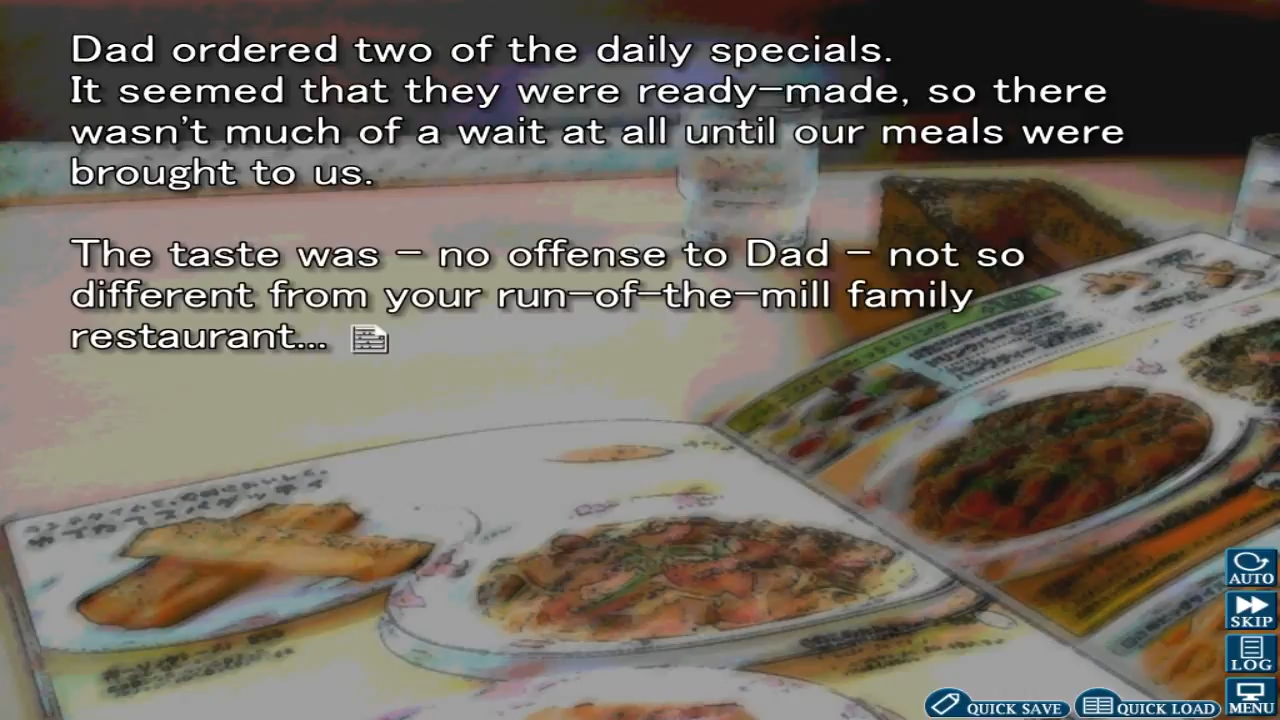 Dad ordered two of the daily specials.
It seemed that they were ready-made, so there
wasn't much of a wait at all until our meals were
brought to us.
The taste was - no offense to Dad - not so
different from your run-of-the-mill family
restaurant...
AUTO
SKIP
LOG
MENU
QUICK SAVE
QUICK LOAD